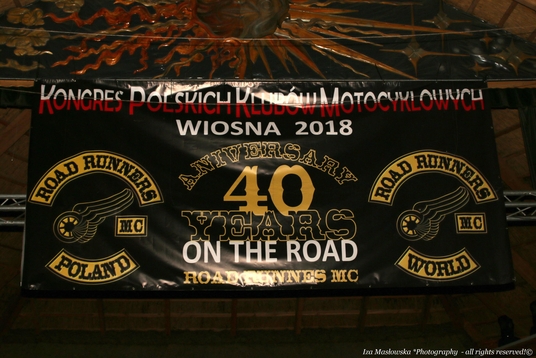 KONGRES POLSKICH KLUBÓW MOTOCYKLOWYCH
WIOSNA 2018
ROAD RUNNERS
MC
POLAND
ANIVERSARY
40
YEARS
ON THE ROAD
ROAD RUNNES MC
ROAD RUNNERS
MC
WORLD
Iza Masłowska *Photography - all rights reserved!©